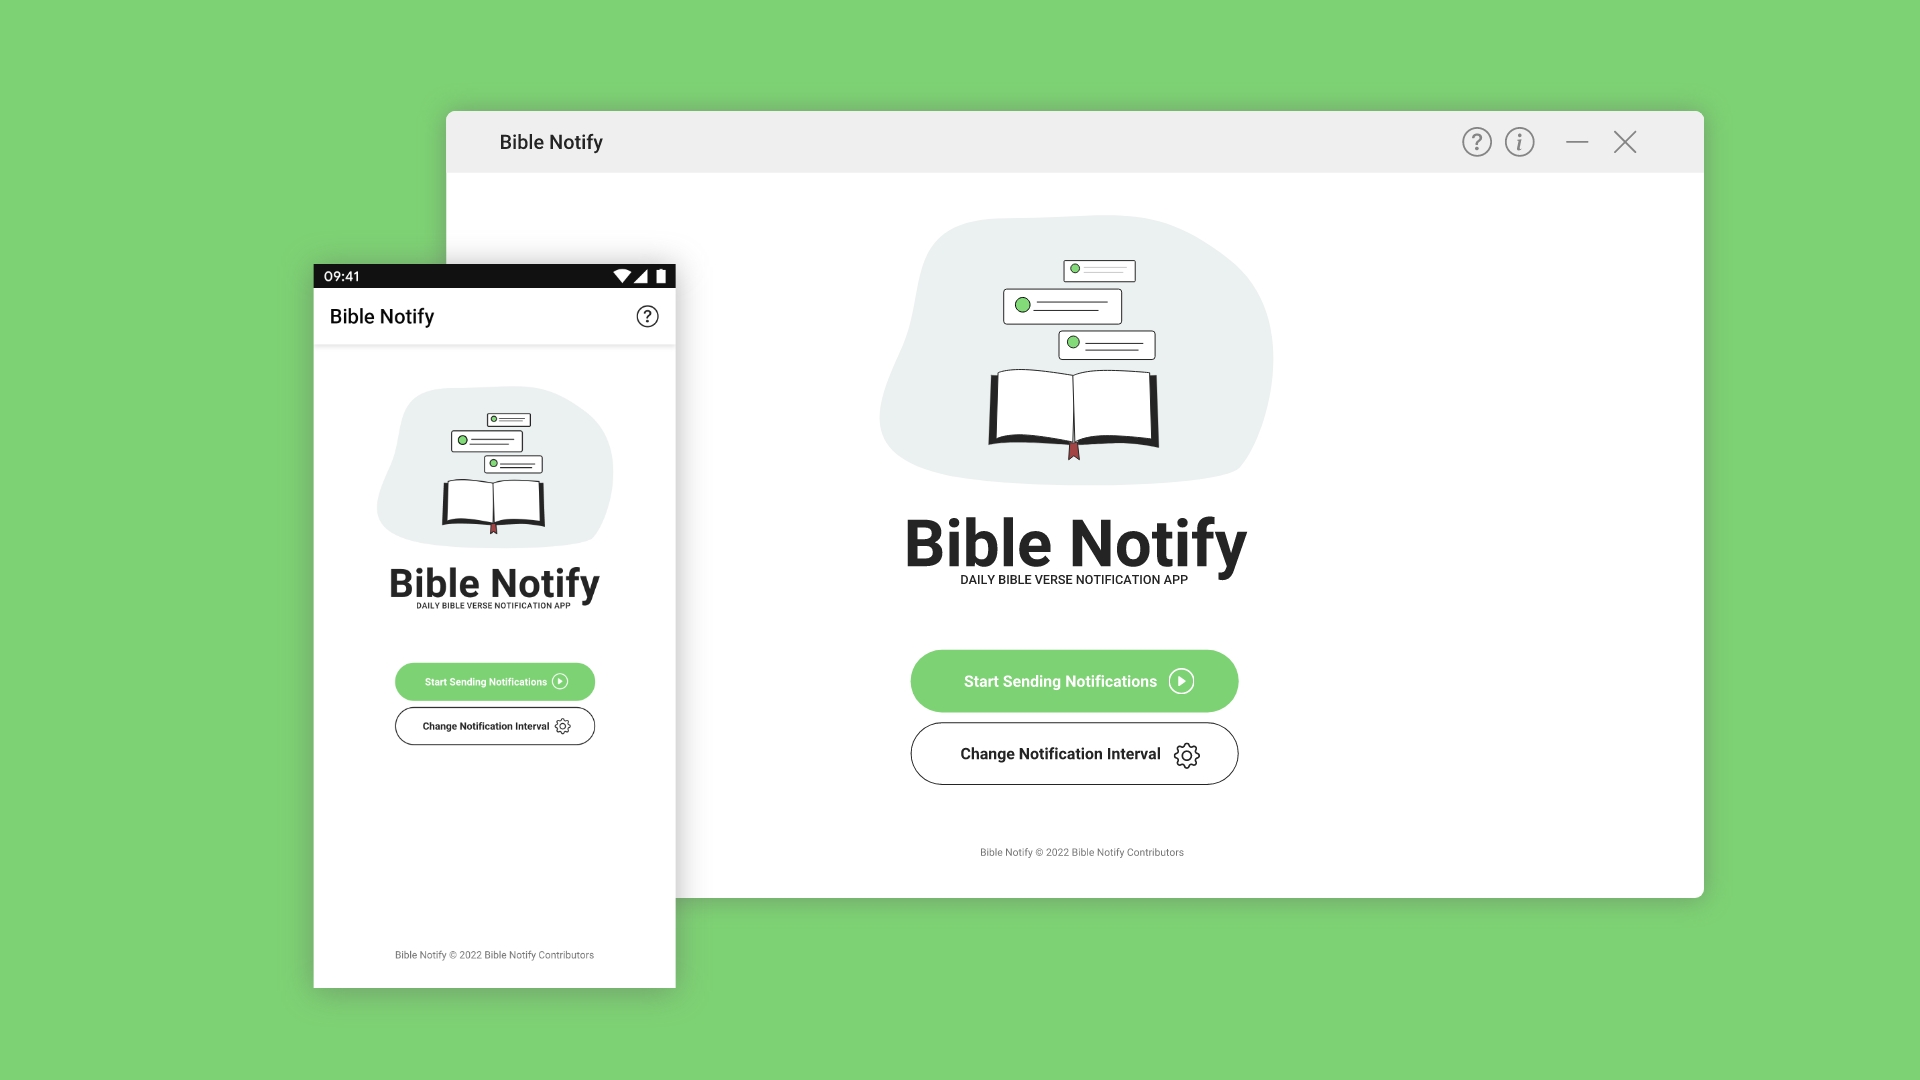 Bible Notify
Bible Notify
DAILY BIBLE VERSE NOTIFICATION APP
Start Sending Notifications
Change Notification Interval
Bible Notify © 2022 Bible Notify Contributors
09:41
Bible Notify
Bible Notify
DAILY BIBLE VERSE NOTIFICATION APP
Start Sending Notifications
Change Notification Interval
Bible Notify © 2022 Bible Notify Contributors